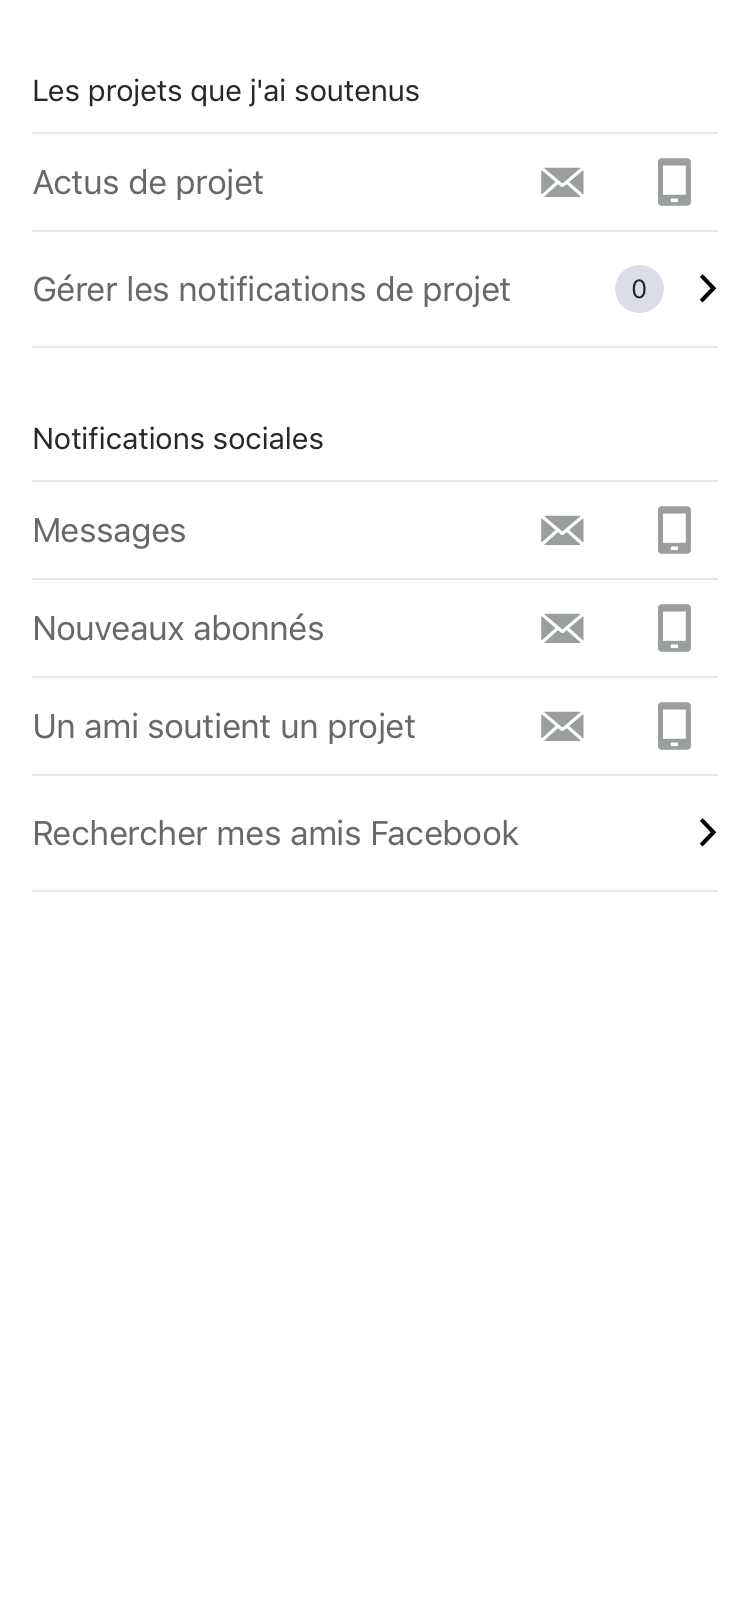 Les projets que j'ai soutenus
Actus de projet
Gérer les notifications de projet 0
Notifications sociales
Messages
Nouveaux abonnés
Un ami soutient un projet
Rechercher mes amis Facebook